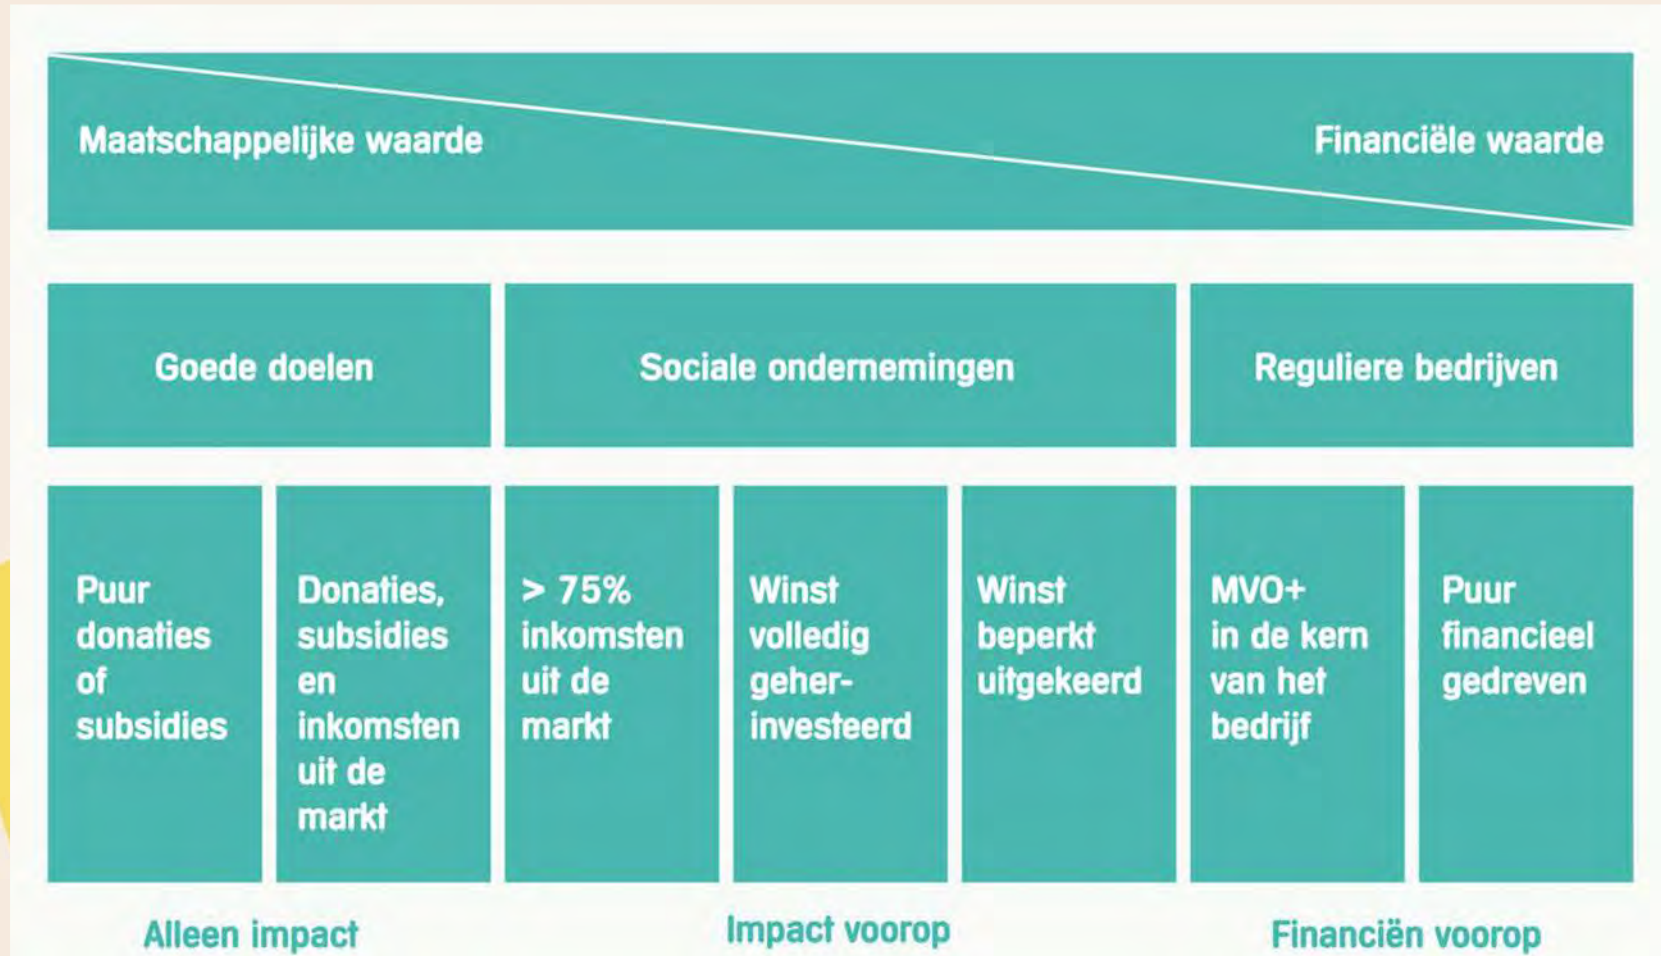 Maatschappelijke waarde
Financiële waarde
Goede doelen
Sociale ondernemingen
Reguliere bedrijven
Puur
donaties
of
subsidies
Donaties,
subsidies
en
inkomsten
uit de
markt
> 75%
inkomsten
uit de
markt
Winst
volledig
geher-
investeerd
Winst
beperkt
uitgekeerd
MVO+
in de kern
van het
bedrijf
Puur
financieel
gedreven
Alleen impact
Impact voorop
Financiën voorop